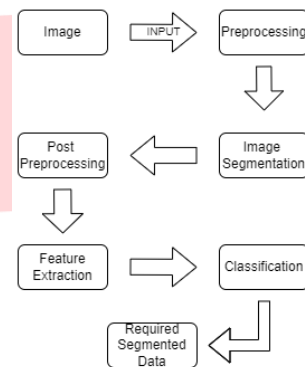 Image
INPUT
Preprocessing
Image
Segmentation
Post
Preprocessing
Feature
Extraction
Classification
Required
Segmented
Data